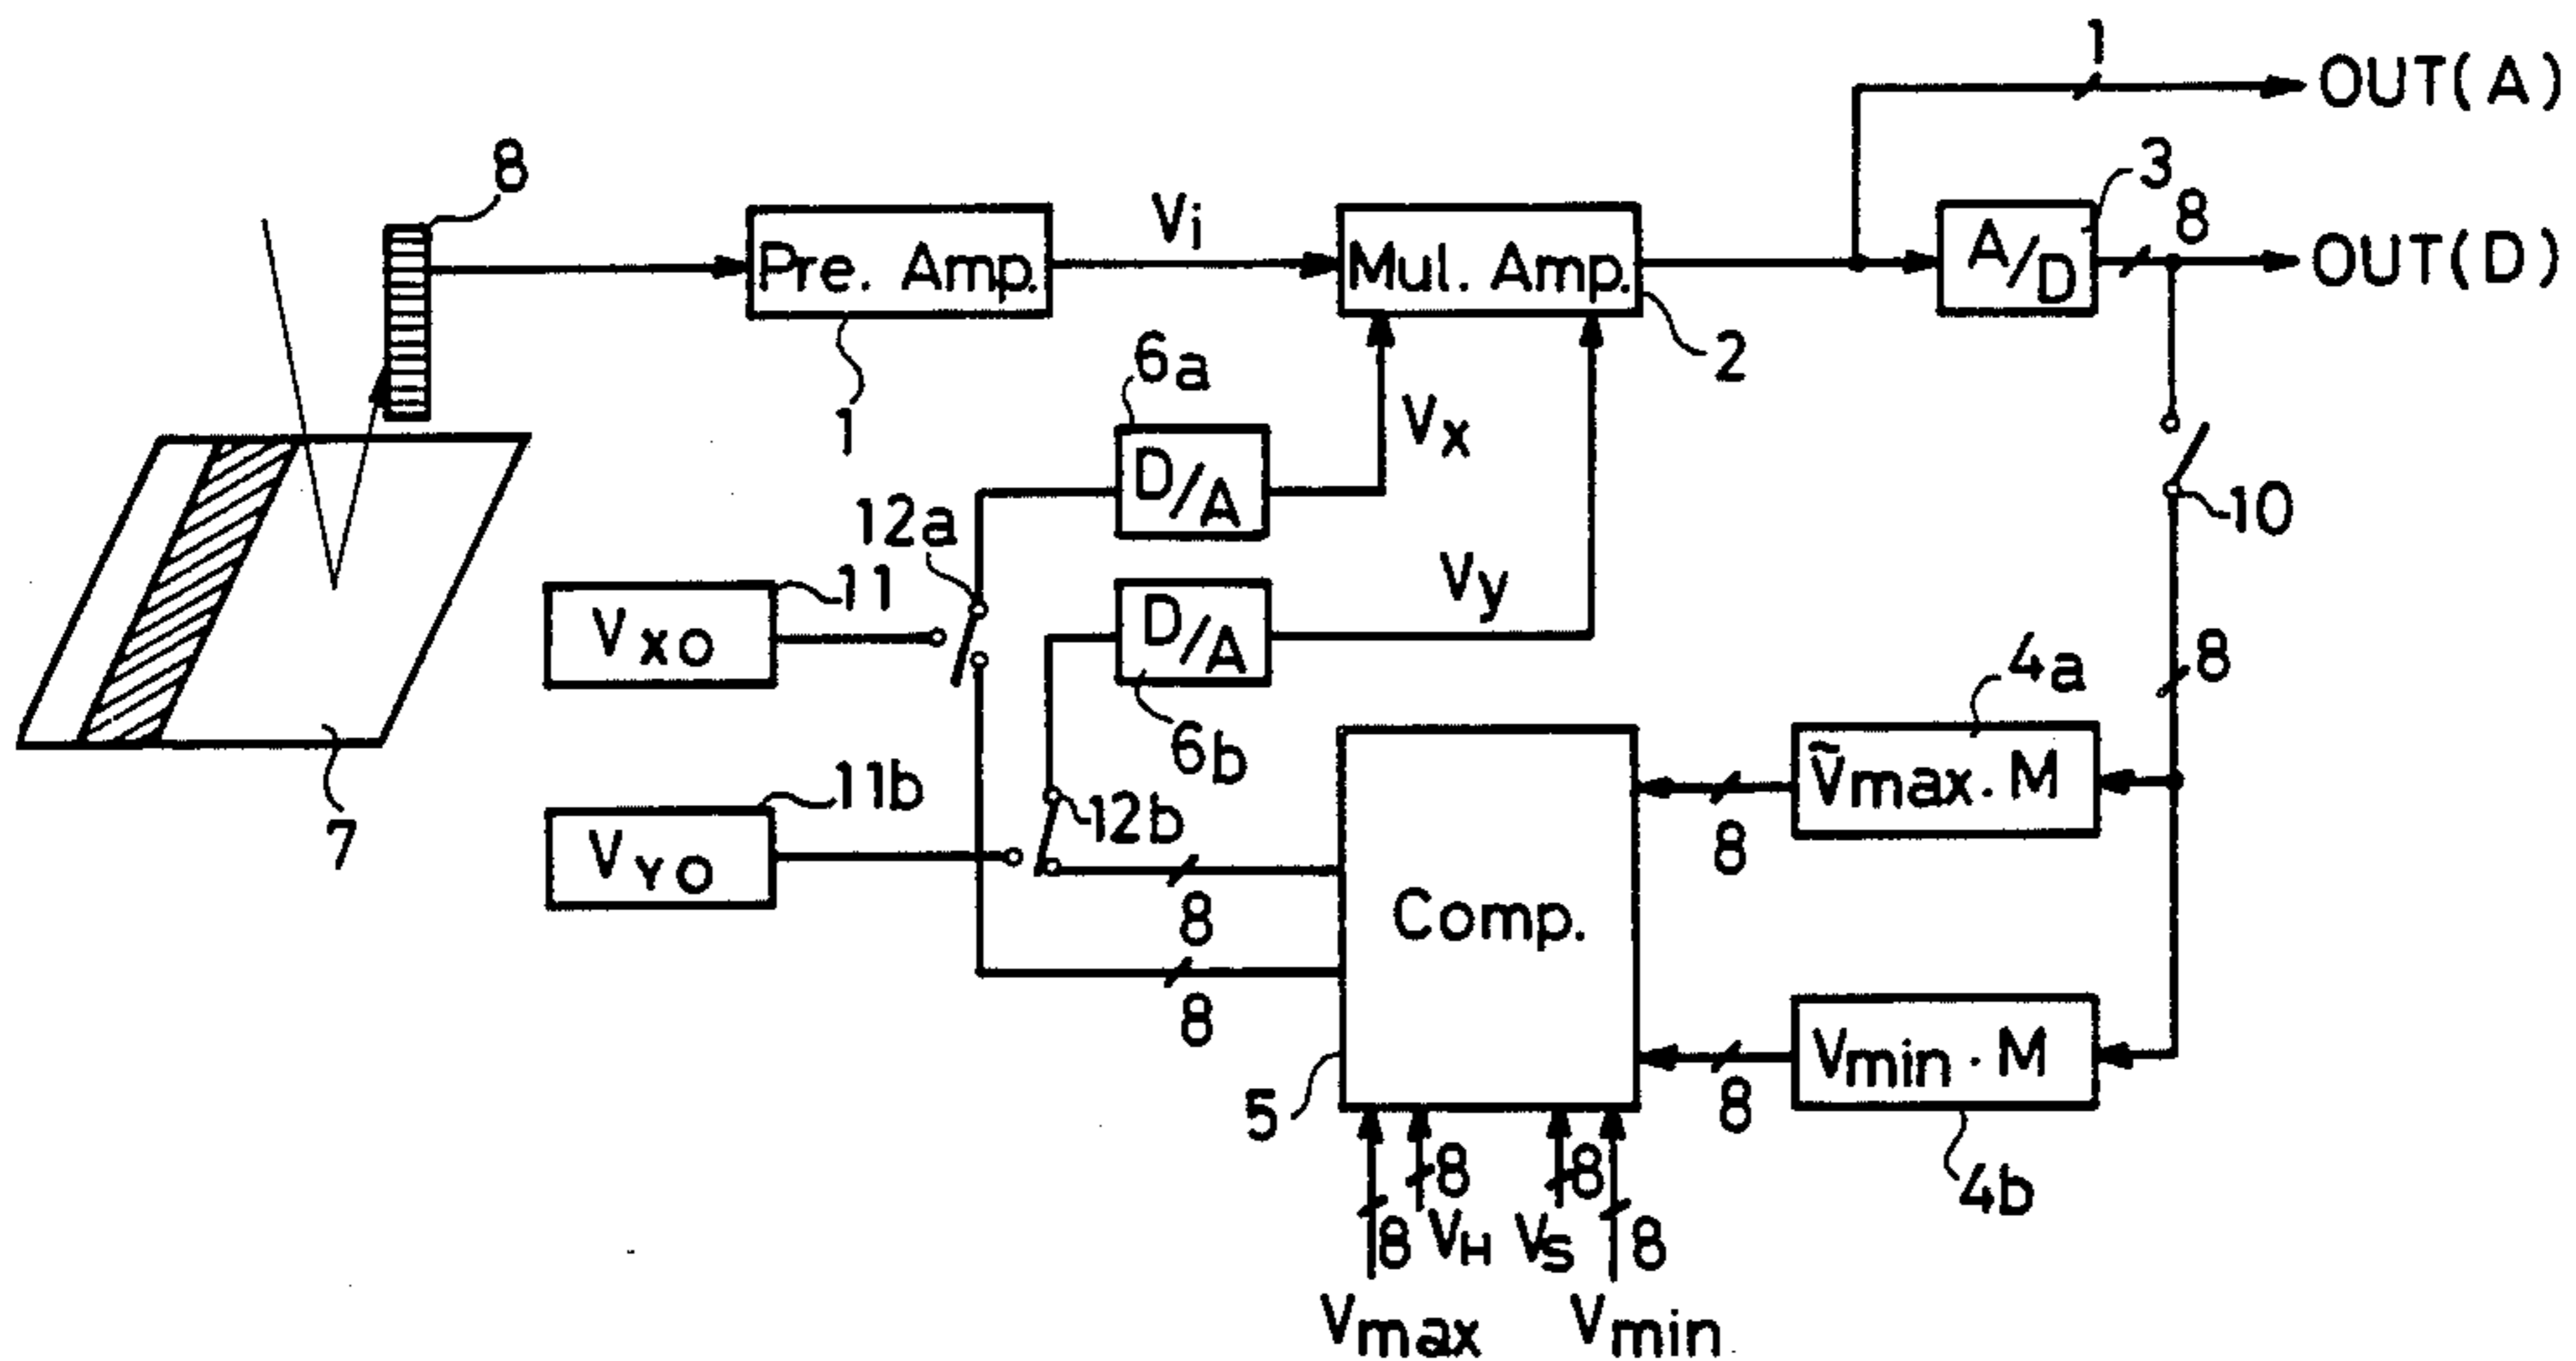 1
OUT(A)
8
Pre. Amp.
Vi
Mul. Amp.
A/D
3
8
OUT(D)
1
6a
D/A
Vx
2
12a
10
11
VXO
D/A
Vy
6b
8
4a
Ṽmax. M
8
11b
VYO
12b
7
8
Comp.
8
5
Vmin. M
8
4b
8
8
8
8
VH
VS
Vmax
Vmin